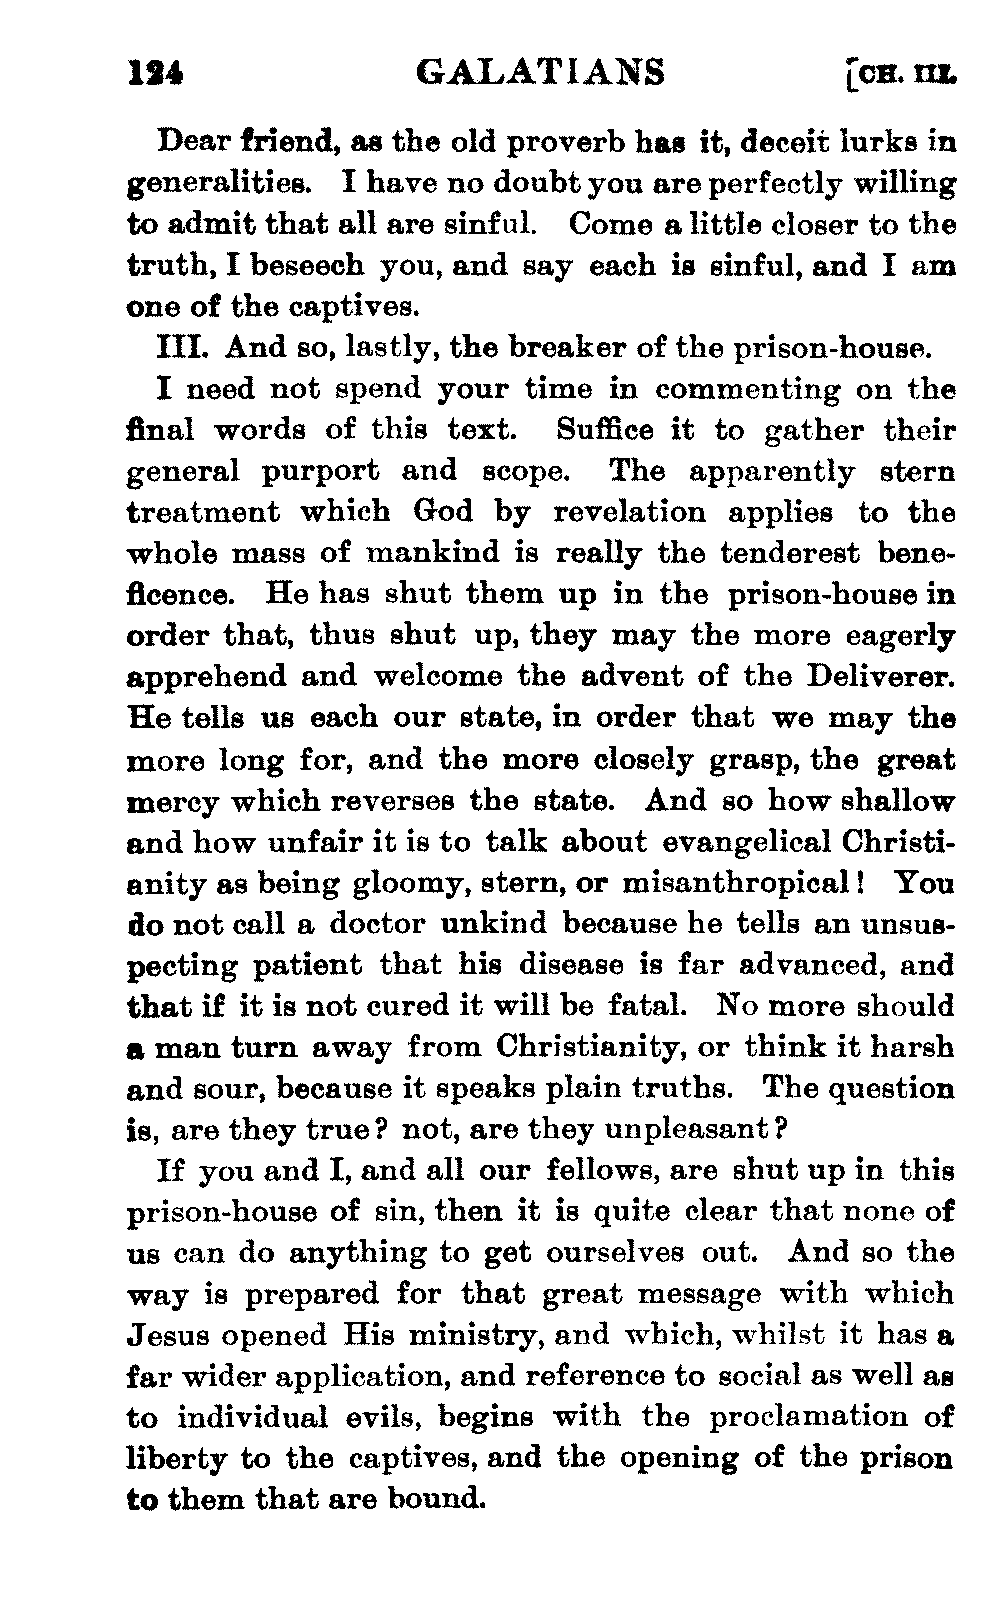 124 GALATIANS [CH. III.
Dear friend, as the old proverb has it, deceit lurks in
generalities. I have no doubt you are perfectly willing
to admit that all are sinful. Come a little closer to the
truth, I beseech you, and say each is sinful, and I am
one of the captives.
III. And so, lastly, the breaker of the prison-house.
I need not spend your time in commenting on the
final words of this text. Suffice it to gather their
general purport and scope. The apparently stern
treatment which God by revelation applies to the
whole mass of mankind is really the tenderest bene-
ficence. He has shut them up in the prison-house in
order that, thus shut up, they may the more eagerly
apprehend and welcome the advent of the Deliverer.
He tells us each our state, in order that we may the
more long for, and the more closely grasp, the great
mercy which reverses the state. And so how shallow
and how unfair it is to talk about evangelical Christi-
anity as being gloomy, stern, or misanthropical! You
do not call a doctor unkind because he tells an unsus-
pecting patient that his disease is far advanced, and
that if it is not cured it will be fatal. No more should
a man turn away from Christianity, or think it harsh
and sour, because it speaks plain truths. The question
is, are they true? not, are they unpleasant?
If you and I, and all our fellows, are shut up in this
prison-house of sin, then it is quite clear that none of
us can do anything to get ourselves out. And so the
way is prepared for that great message with which
Jesus opened His ministry, and which, whilst it has a
far wider application, and reference to social as well as
to individual evils, begins with the proclamation of
liberty to the captives, and the opening of the prison
to them that are bound.